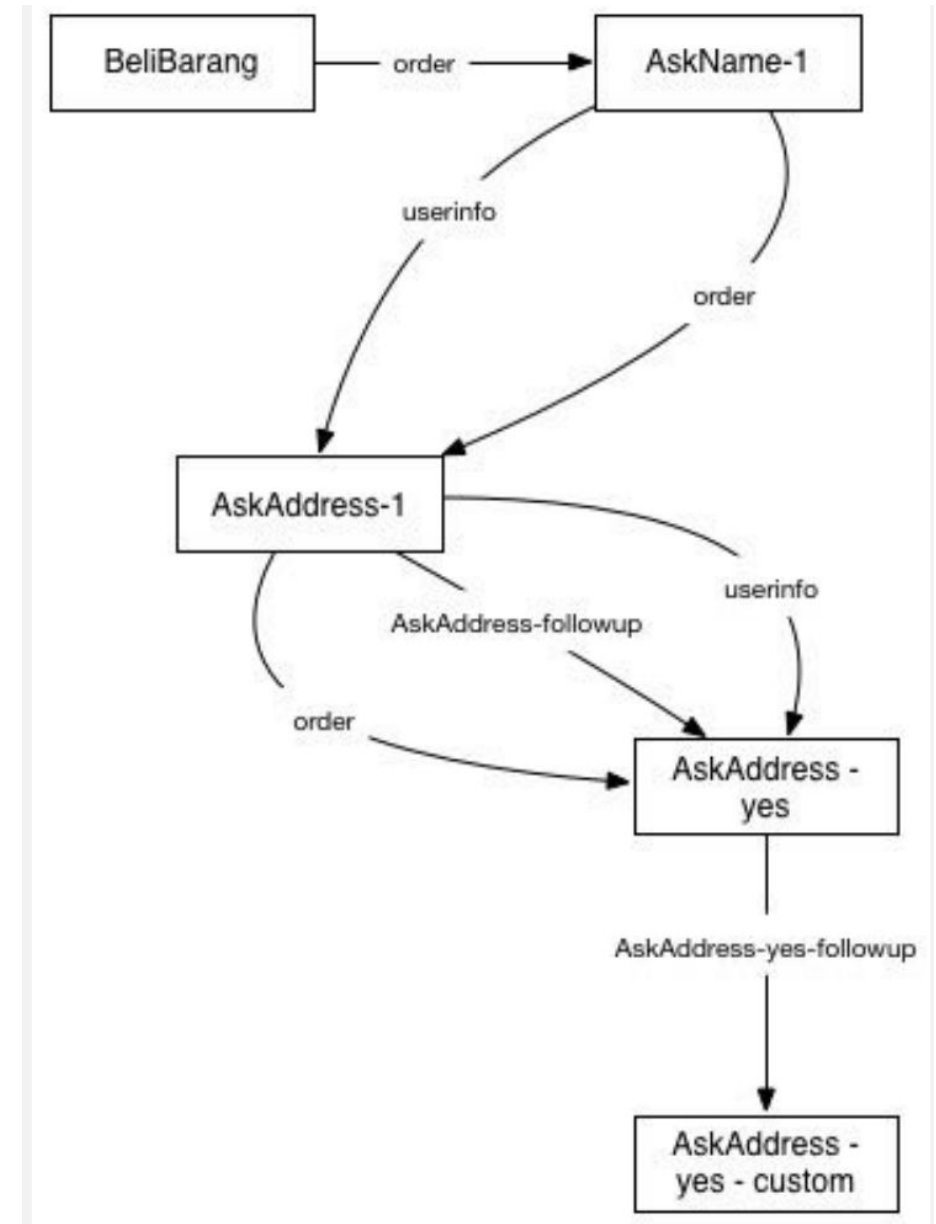 BeliBarang
order
AskName-1
userinfo
order
AskAddress-1
userinfo
AskAddress-followup
order
AskAddress -
yes
AskAddress-yes-followup
AskAddress -
yes - custom